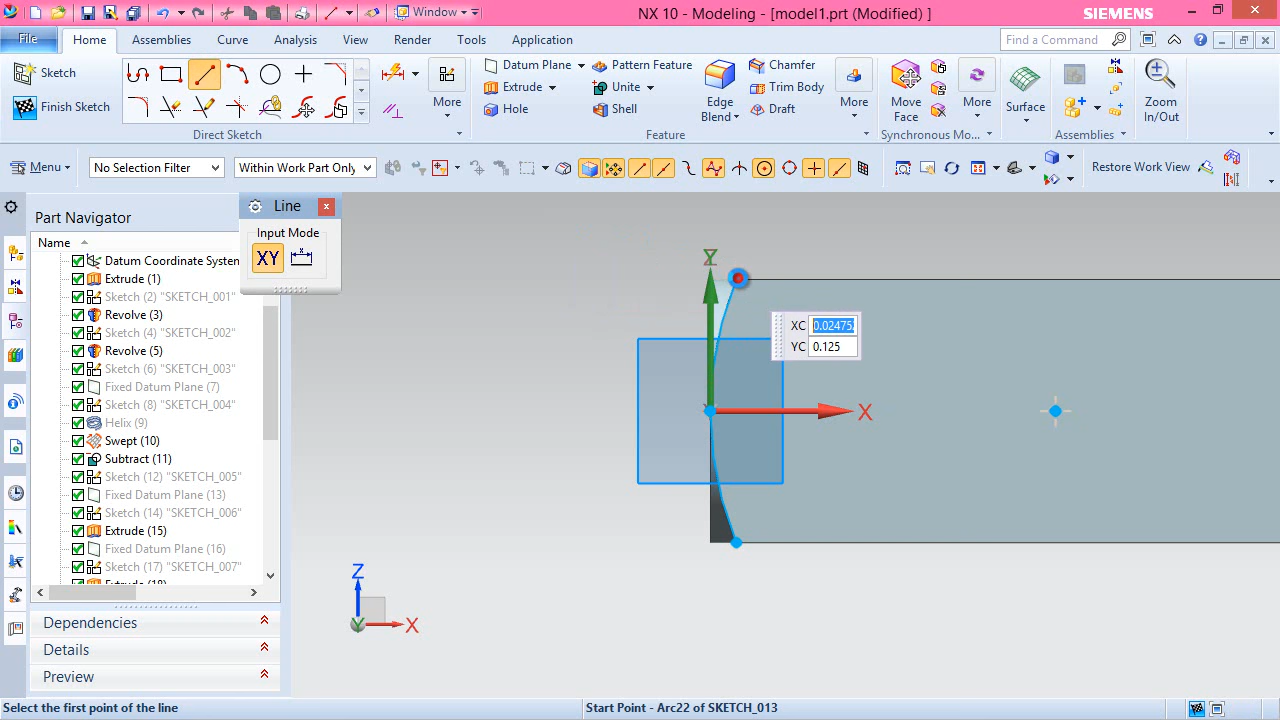 NX 10 - Modeling - [model1.prt (Modified) ]
SIEMENS
Window
File
Home
Assemblies
Curve
Analysis
View
Render
Tools
Application
Find a Command
Sketch
Finish Sketch
More
Datum Plane
Extrude
Hole
Pattern Feature
Unite
Shell
Edge
Blend
Chamfer
Trim Body
Draft
More
Move
Face
More
Surface
Zoom
In/Out
Direct Sketch
Feature
Synchronous Mo...
Assemblies
Menu
No Selection Filter
Within Work Part Only
Restore Work View
Part Navigator
Line
Input Mode
XY
Name
Datum Coordinate System
Extrude (1)
Sketch (2) "SKETCH_001"
Revolve (3)
Sketch (4) "SKETCH_002"
Revolve (5)
Sketch (6) "SKETCH_003"
Fixed Datum Plane (7)
Sketch (8) "SKETCH_004"
Helix (9)
Swept (10)
Subtract (11)
Sketch (12) "SKETCH_005"
Fixed Datum Plane (13)
Sketch (14) "SKETCH_006"
Extrude (15)
Fixed Datum Plane (16)
Sketch (17) "SKETCH_007"
Extrude (18)
Dependencies
Details
Preview
XC 0.02475
YC 0.125
X
Z
Y
X
Select the first point of the line
Start Point - Arc22 of SKETCH_013